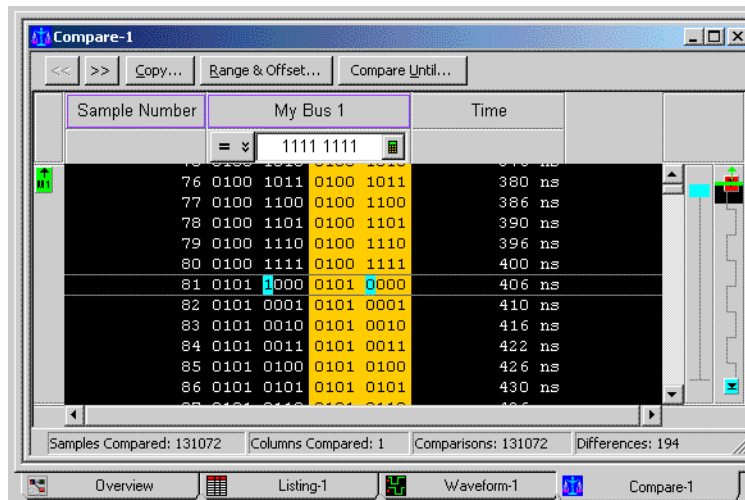 Compare-1
<< >> Copy... Range & Offset... Compare Until...
Sample Number My Bus 1 Time
= 1111 1111
M1
76 0100 1011 0100 1011 380 ns
77 0100 1100 0100 1100 386 ns
78 0100 1101 0100 1101 390 ns
79 0100 1110 0100 1110 396 ns
80 0100 1111 0100 1111 400 ns
81 0101 1000 0101 0000 406 ns
82 0101 0001 0101 0001 410 ns
83 0101 0010 0101 0010 416 ns
84 0101 0011 0101 0011 422 ns
85 0101 0100 0101 0100 426 ns
86 0101 0101 0101 0101 430 ns
Samples Compared: 131072 Columns Compared: 1 Comparisons: 131072 Differences: 194
Overview Listing-1 Waveform-1 Compare-1